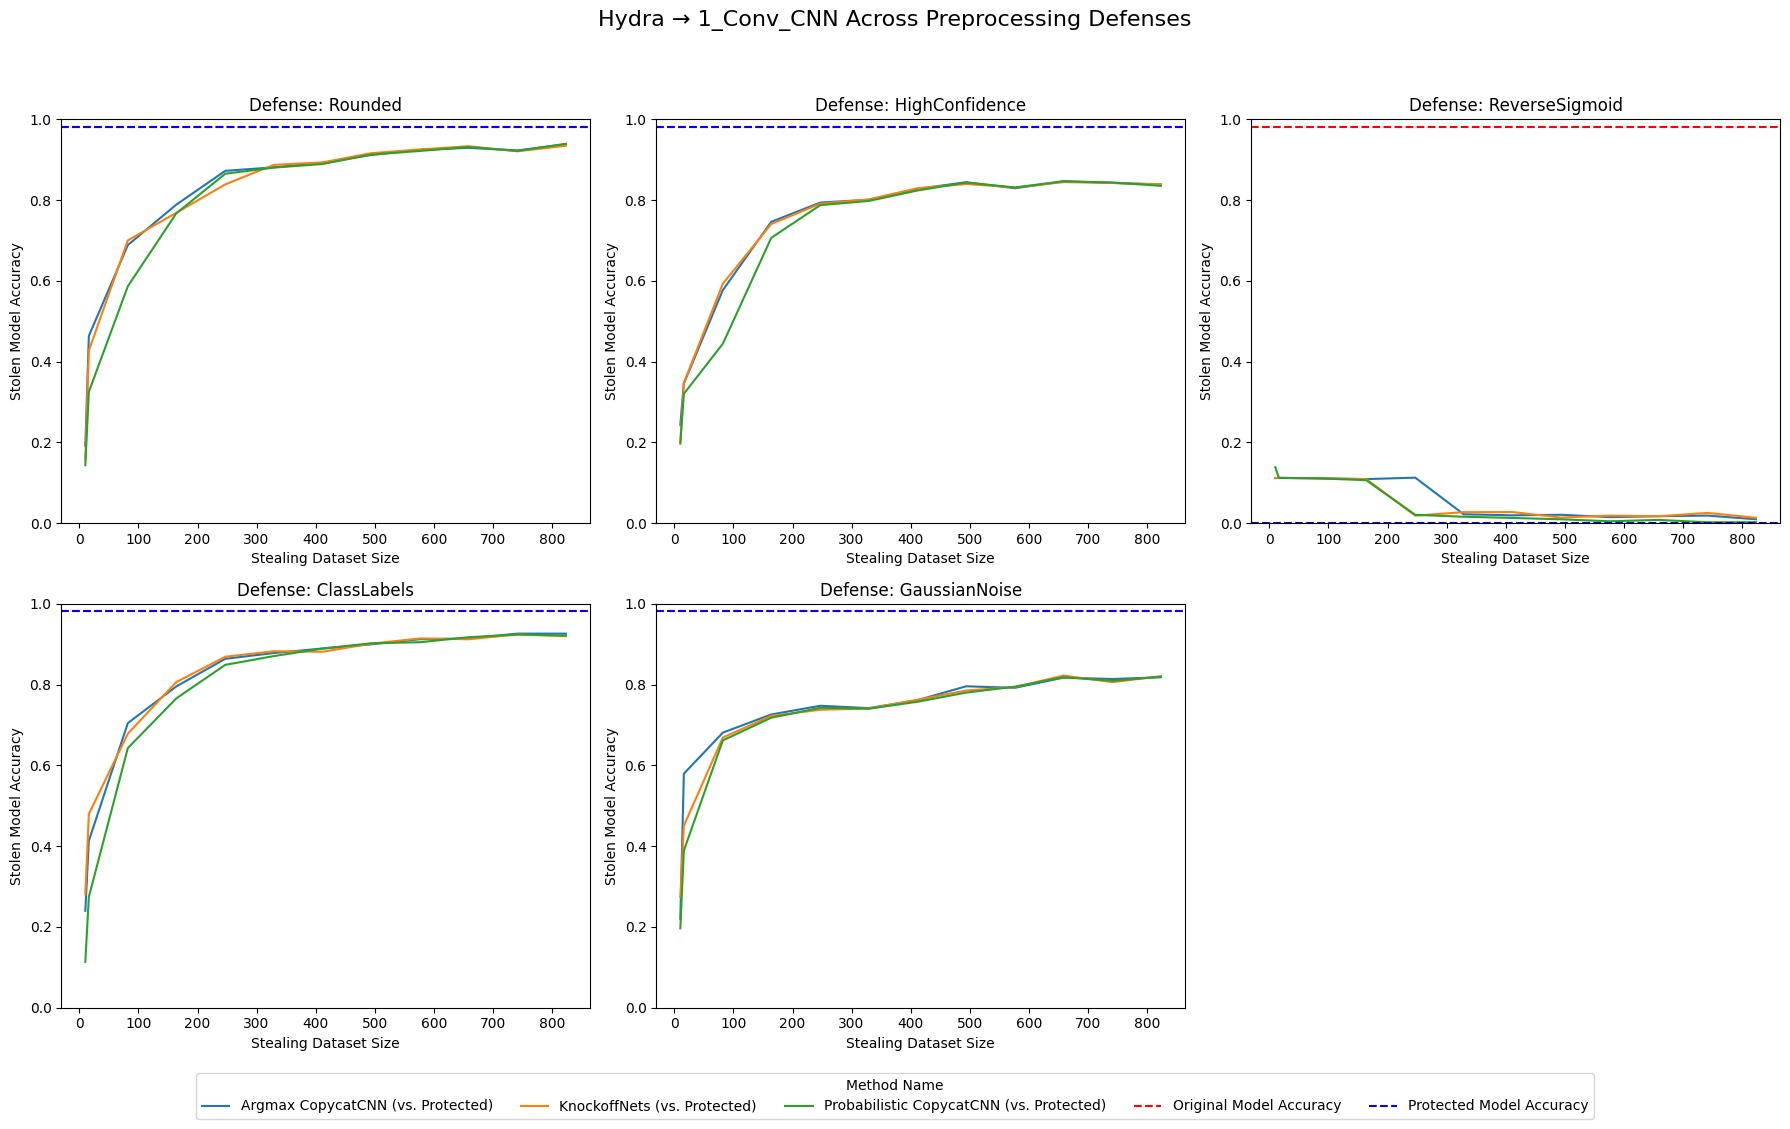 Hydra → 1_Conv_CNN Across Preprocessing Defenses
Defense: Rounded
Stolen Model Accuracy
1.0
0.8
0.6
0.4
0.2
0.0
0 100 200 300 400 500 600 700 800
Stealing Dataset Size
Defense: HighConfidence
Stolen Model Accuracy
1.0
0.8
0.6
0.4
0.2
0.0
0 100 200 300 400 500 600 700 800
Stealing Dataset Size
Defense: ReverseSigmoid
Stolen Model Accuracy
1.0
0.8
0.6
0.4
0.2
0.0
0 100 200 300 400 500 600 700 800
Stealing Dataset Size
Defense: ClassLabels
Stolen Model Accuracy
1.0
0.8
0.6
0.4
0.2
0.0
0 100 200 300 400 500 600 700 800
Stealing Dataset Size
Defense: GaussianNoise
Stolen Model Accuracy
1.0
0.8
0.6
0.4
0.2
0.0
0 100 200 300 400 500 600 700 800
Stealing Dataset Size
Method Name
Argmax CopycatCNN (vs. Protected) KnockoffNets (vs. Protected) Probabilistic CopycatCNN (vs. Protected) Original Model Accuracy Protected Model Accuracy